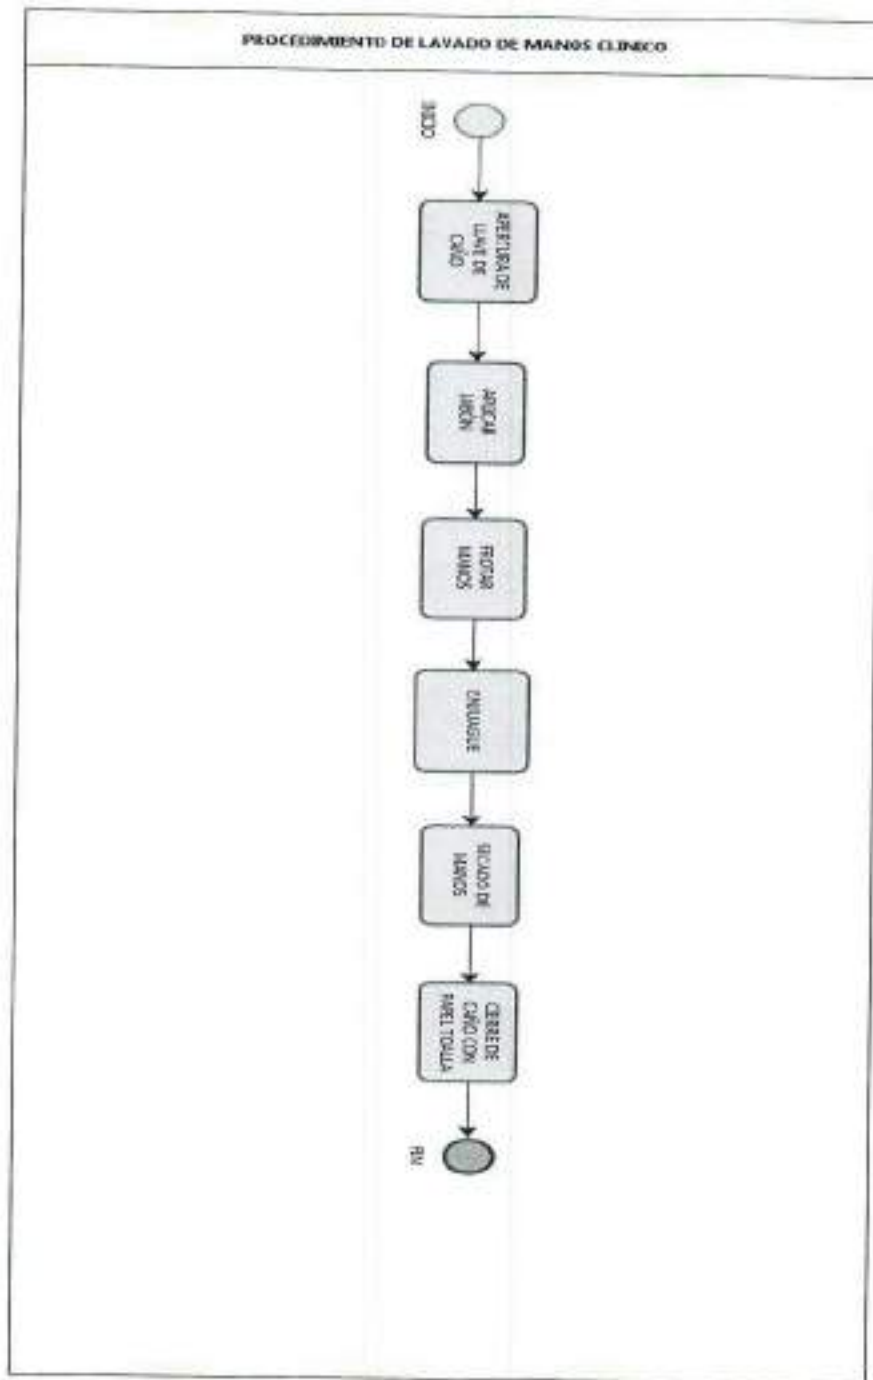 PROCEDIMIENTO DE LAVADO DE MANOS CLINICO
INICIO
APERTURA DE
LLAVE DE
CAÑO
APLICAR
JABÓN
FROTAR
MANOS
ENJUAGUE
SECADO DE
MANOS
CIERRE DE
CAÑO CON
PAPEL TOALLA
FIN